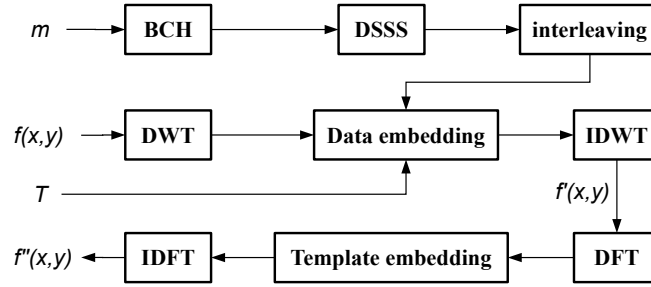 m BCH DSSS interleaving
f(x,y) DWT Data embedding IDWT
T f'(x,y)
f''(x,y) IDFT Template embedding DFT